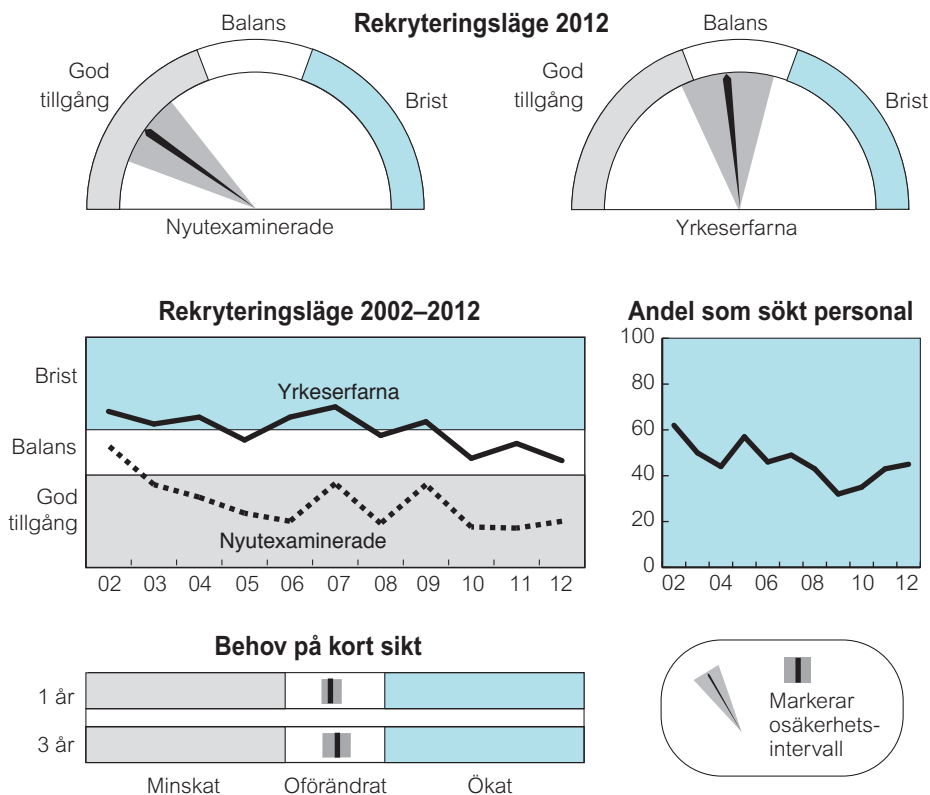 Rekryteringsläge 2012
Balans
God
tillgång
Brist
Nyutexaminerade
Balans
God
tillgång
Brist
Yrkeserfarna
Rekryteringsläge 2002–2012
Brist
Balans
God
tillgång
Yrkeserfarna
Nyutexaminerade
02 03 04 05 06 07 08 09 10 11 12
Andel som sökt personal
100
80
60
40
20
0
02 04 06 08 10 12
Behov på kort sikt
1 år
3 år
Minskat Oförändrat Ökat
Markerar
osäkerhets-
intervall